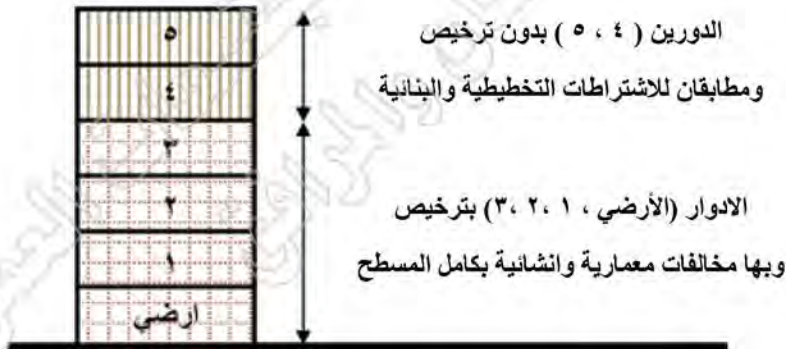 ٥
٤
٣
٢
١
ارضي
الدورين ( ٤ ، ٥ ) بدون ترخيص
ومطابقان للاشتراطات التخطيطية والبنائية
الادوار (الأرضي ، ١ ، ٢ ،٣) بترخيص
وبها مخالفات معمارية وانشائية بكامل المسطح